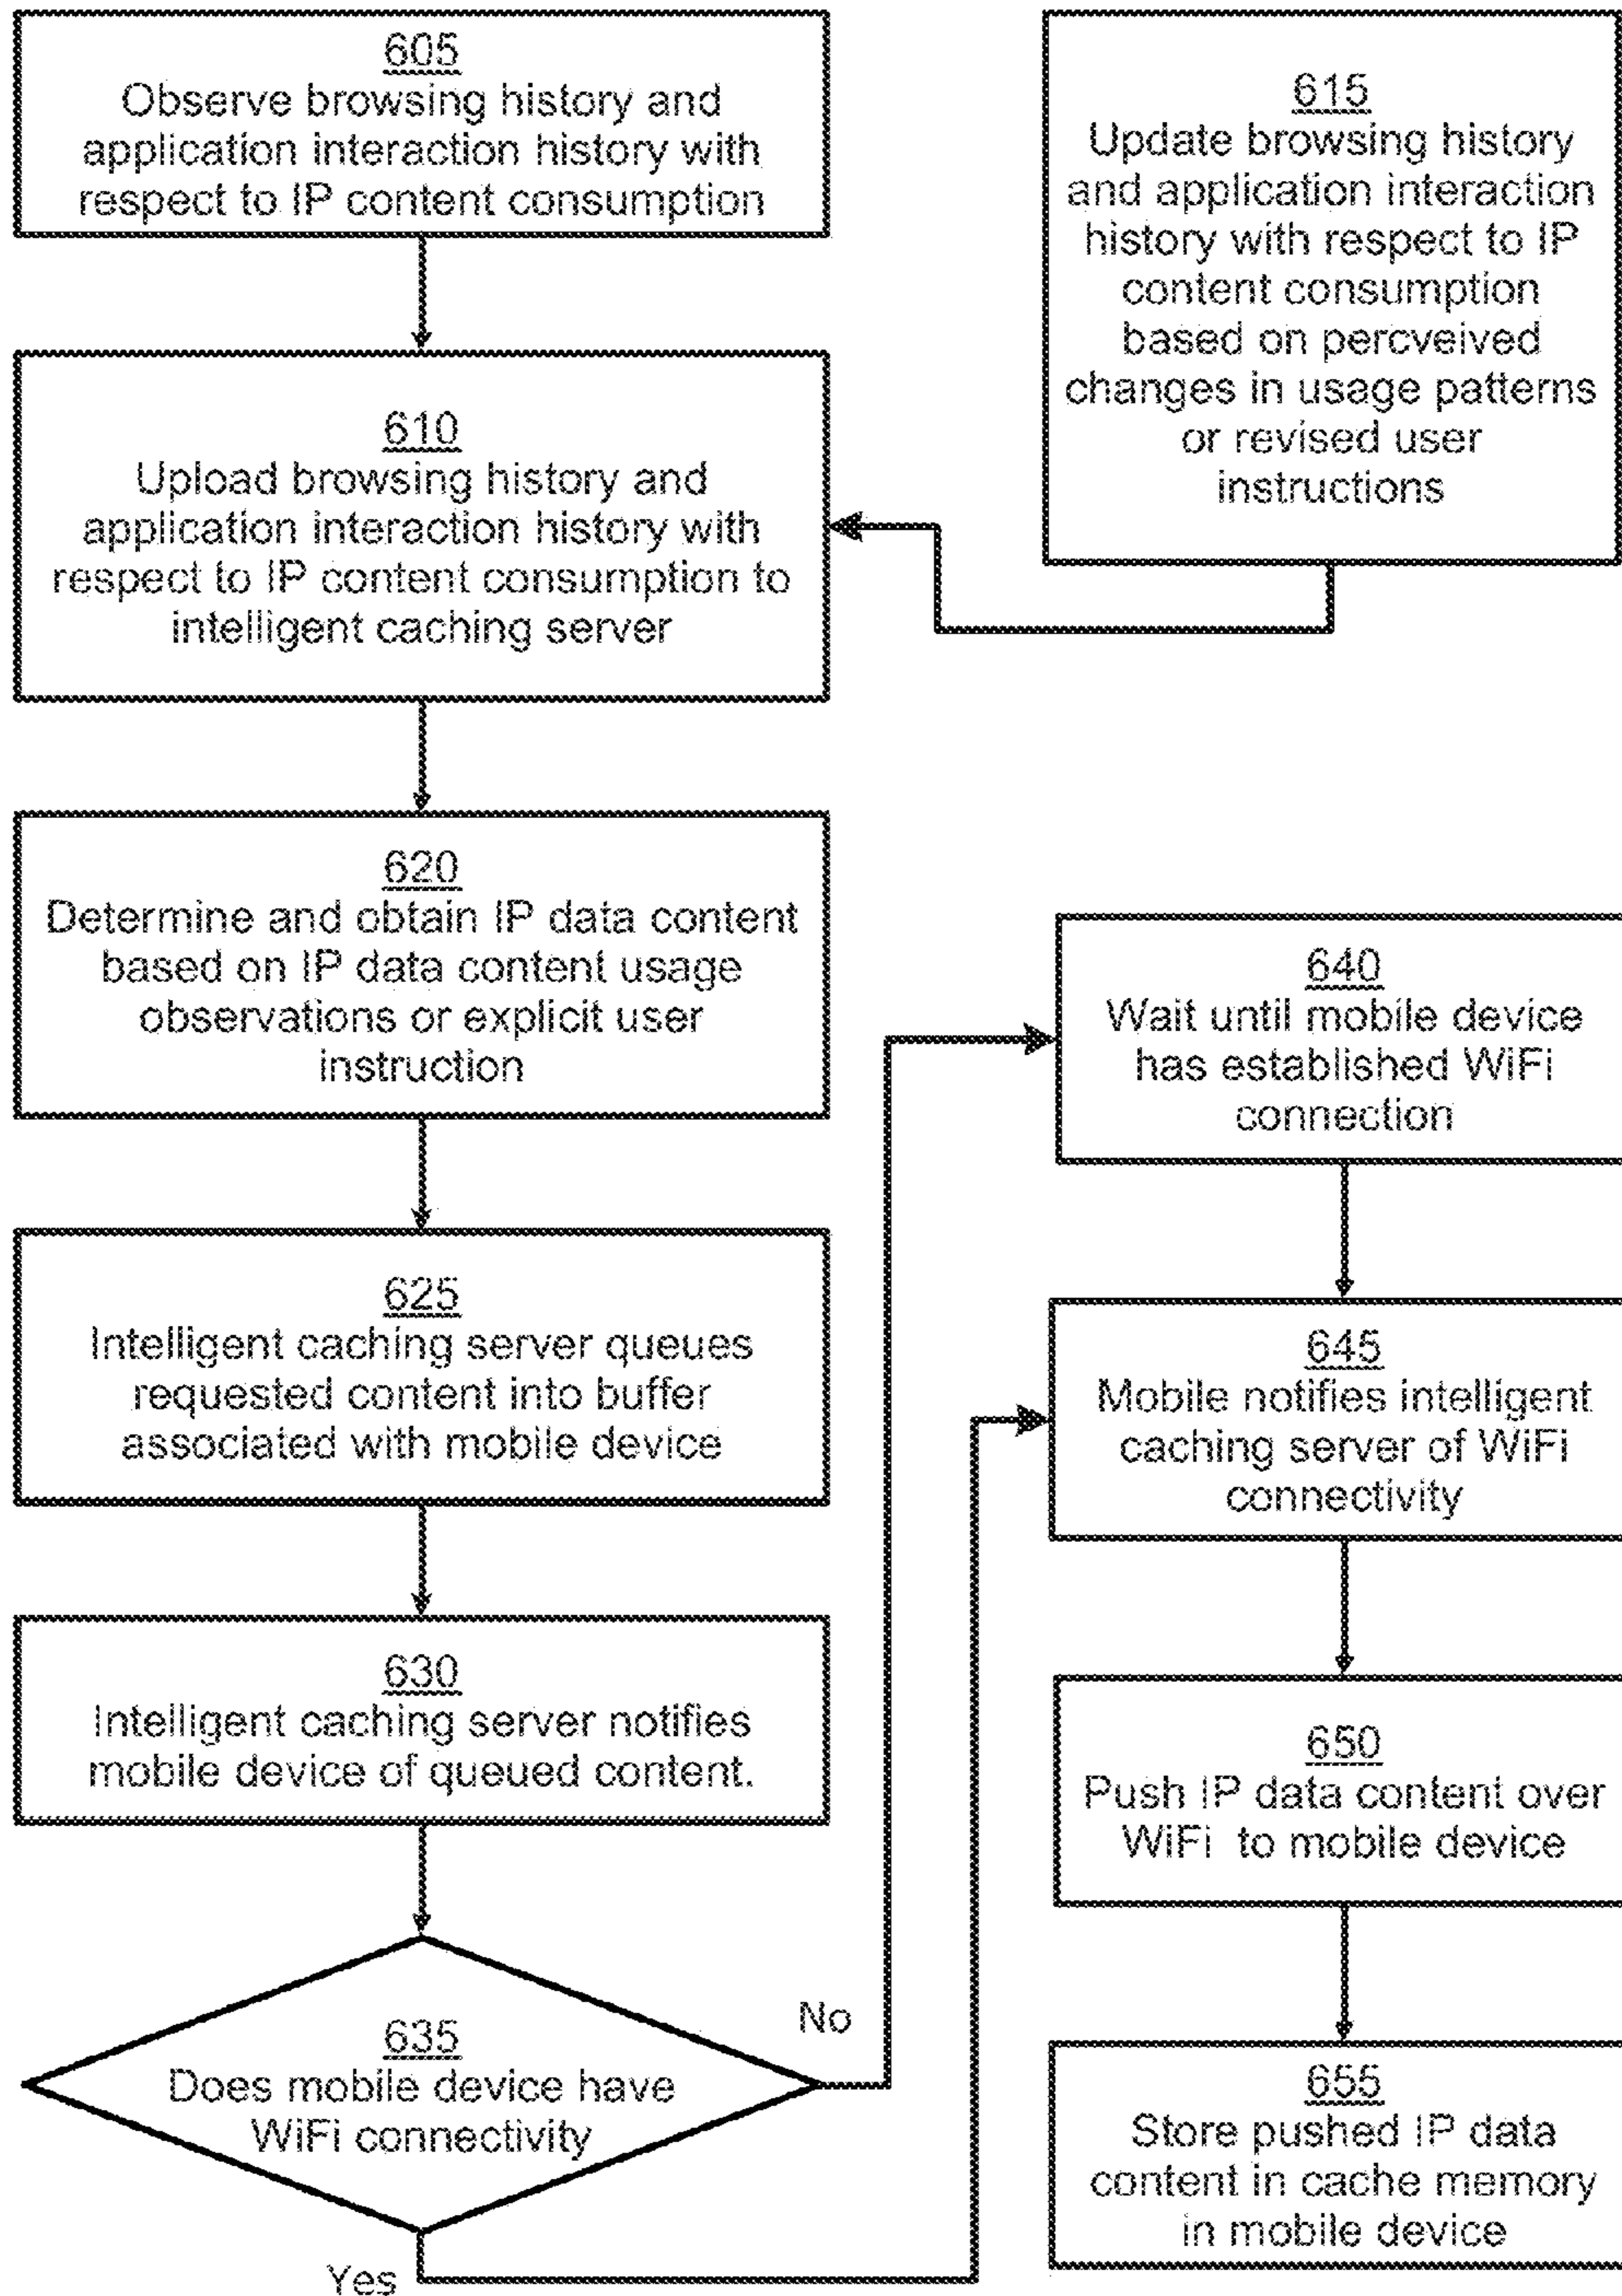 605
Observe browsing history and
application interaction history with
respect to IP content consumption
615
Update browsing history
and application interaction
history with respect to IP
content consumption
based on percveived
changes in usage patterns
or revised user
instructions
610
Upload browsing history and
application interaction history with
respect to IP content consumption to
intelligent caching server
620
Determine and obtain IP data content
based on IP data content usage
observations or explicit user
instruction
625
Intelligent caching server queues
requested content into buffer
associated with mobile device
630
Intelligent caching server notifies
mobile device of queued content.
635
Does mobile device have
WiFi connectivity
No
Yes
640
Wait until mobile device
has established WiFi
connection
645
Mobile notifies intelligent
caching server of WiFi
connectivity
650
Push IP data content over
WiFi to mobile device
655
Store pushed IP data
content in cache memory
in mobile device